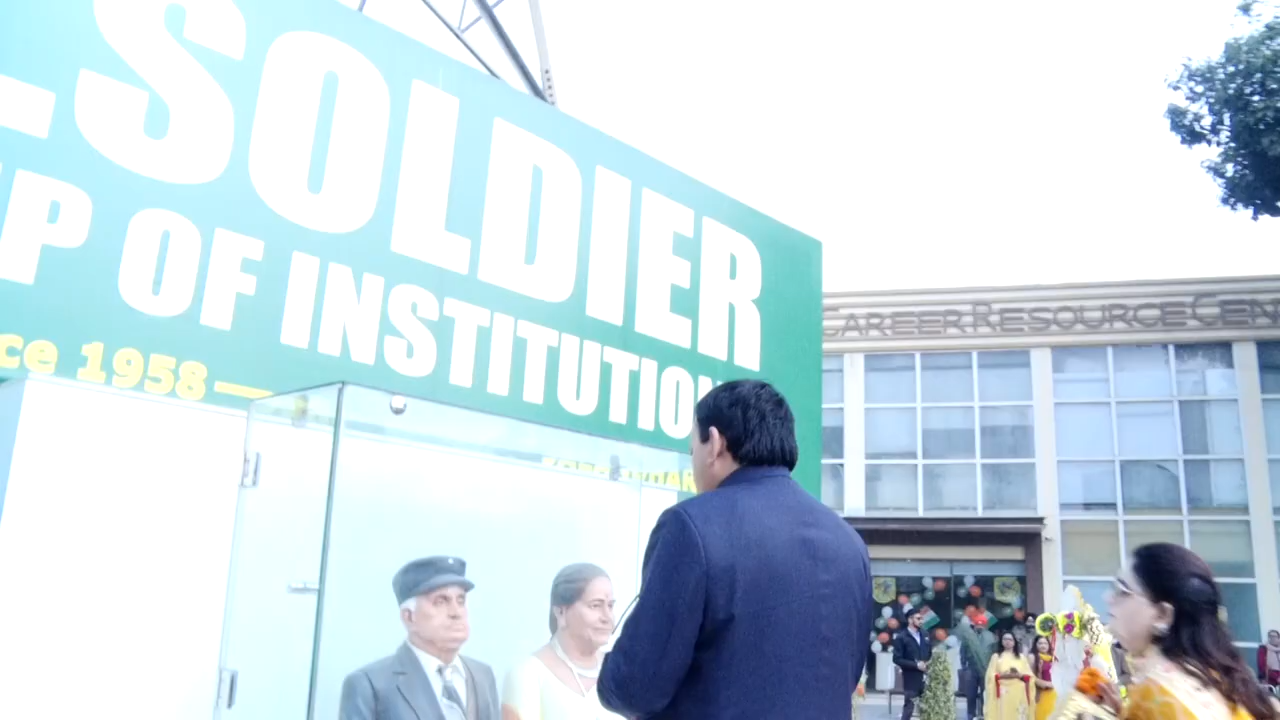 L.SOLDIER
P OF INSTITUTION
ce 1958 —
CAREER RESOURCE CEN